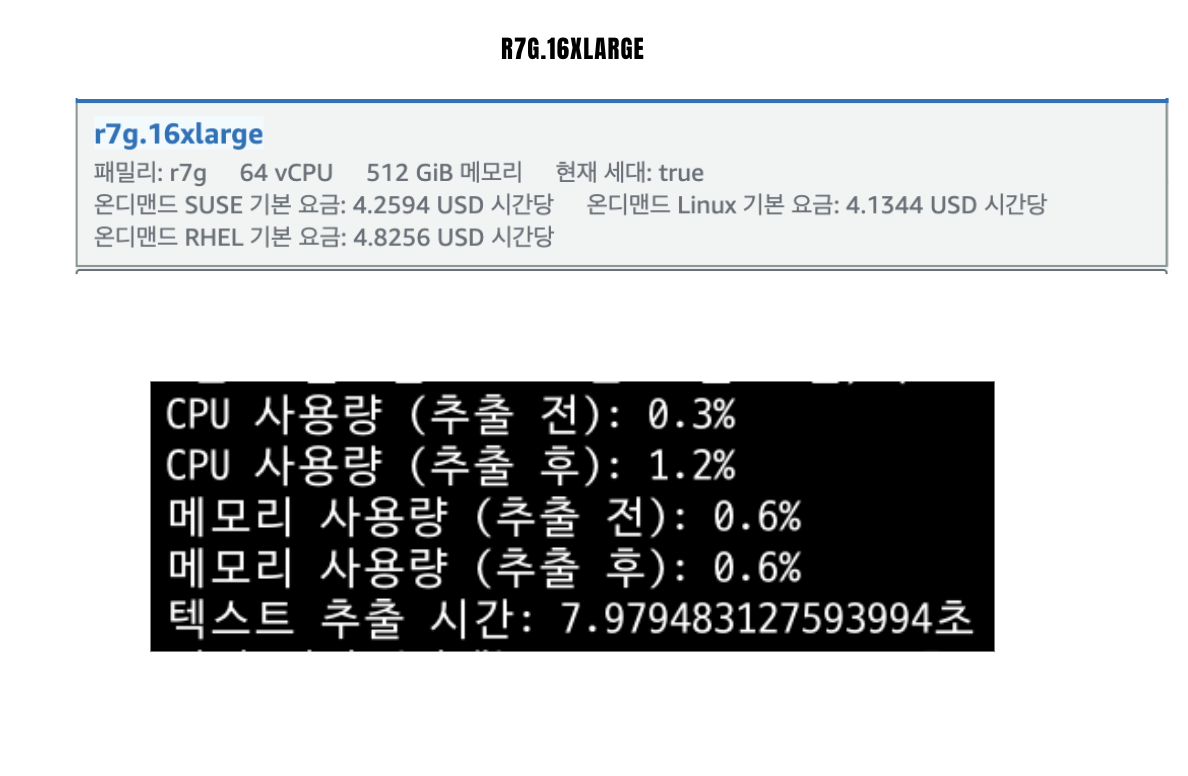 R7G.16XLARGE
r7g.16xlarge
패밀리: r7g 64 vCPU 512 GiB 메모리 현재 세대: true
온디맨드 SUSE 기본 요금: 4.2594 USD 시간당 온디맨드 Linux 기본 요금: 4.1344 USD 시간당
온디맨드 RHEL 기본 요금: 4.8256 USD 시간당
CPU 사용량 (추출 전): 0.3%
CPU 사용량 (추출 후): 1.2%
메모리 사용량 (추출 전): 0.6%
메모리 사용량 (추출 후): 0.6%
텍스트 추출 시간: 7.979483127593994초